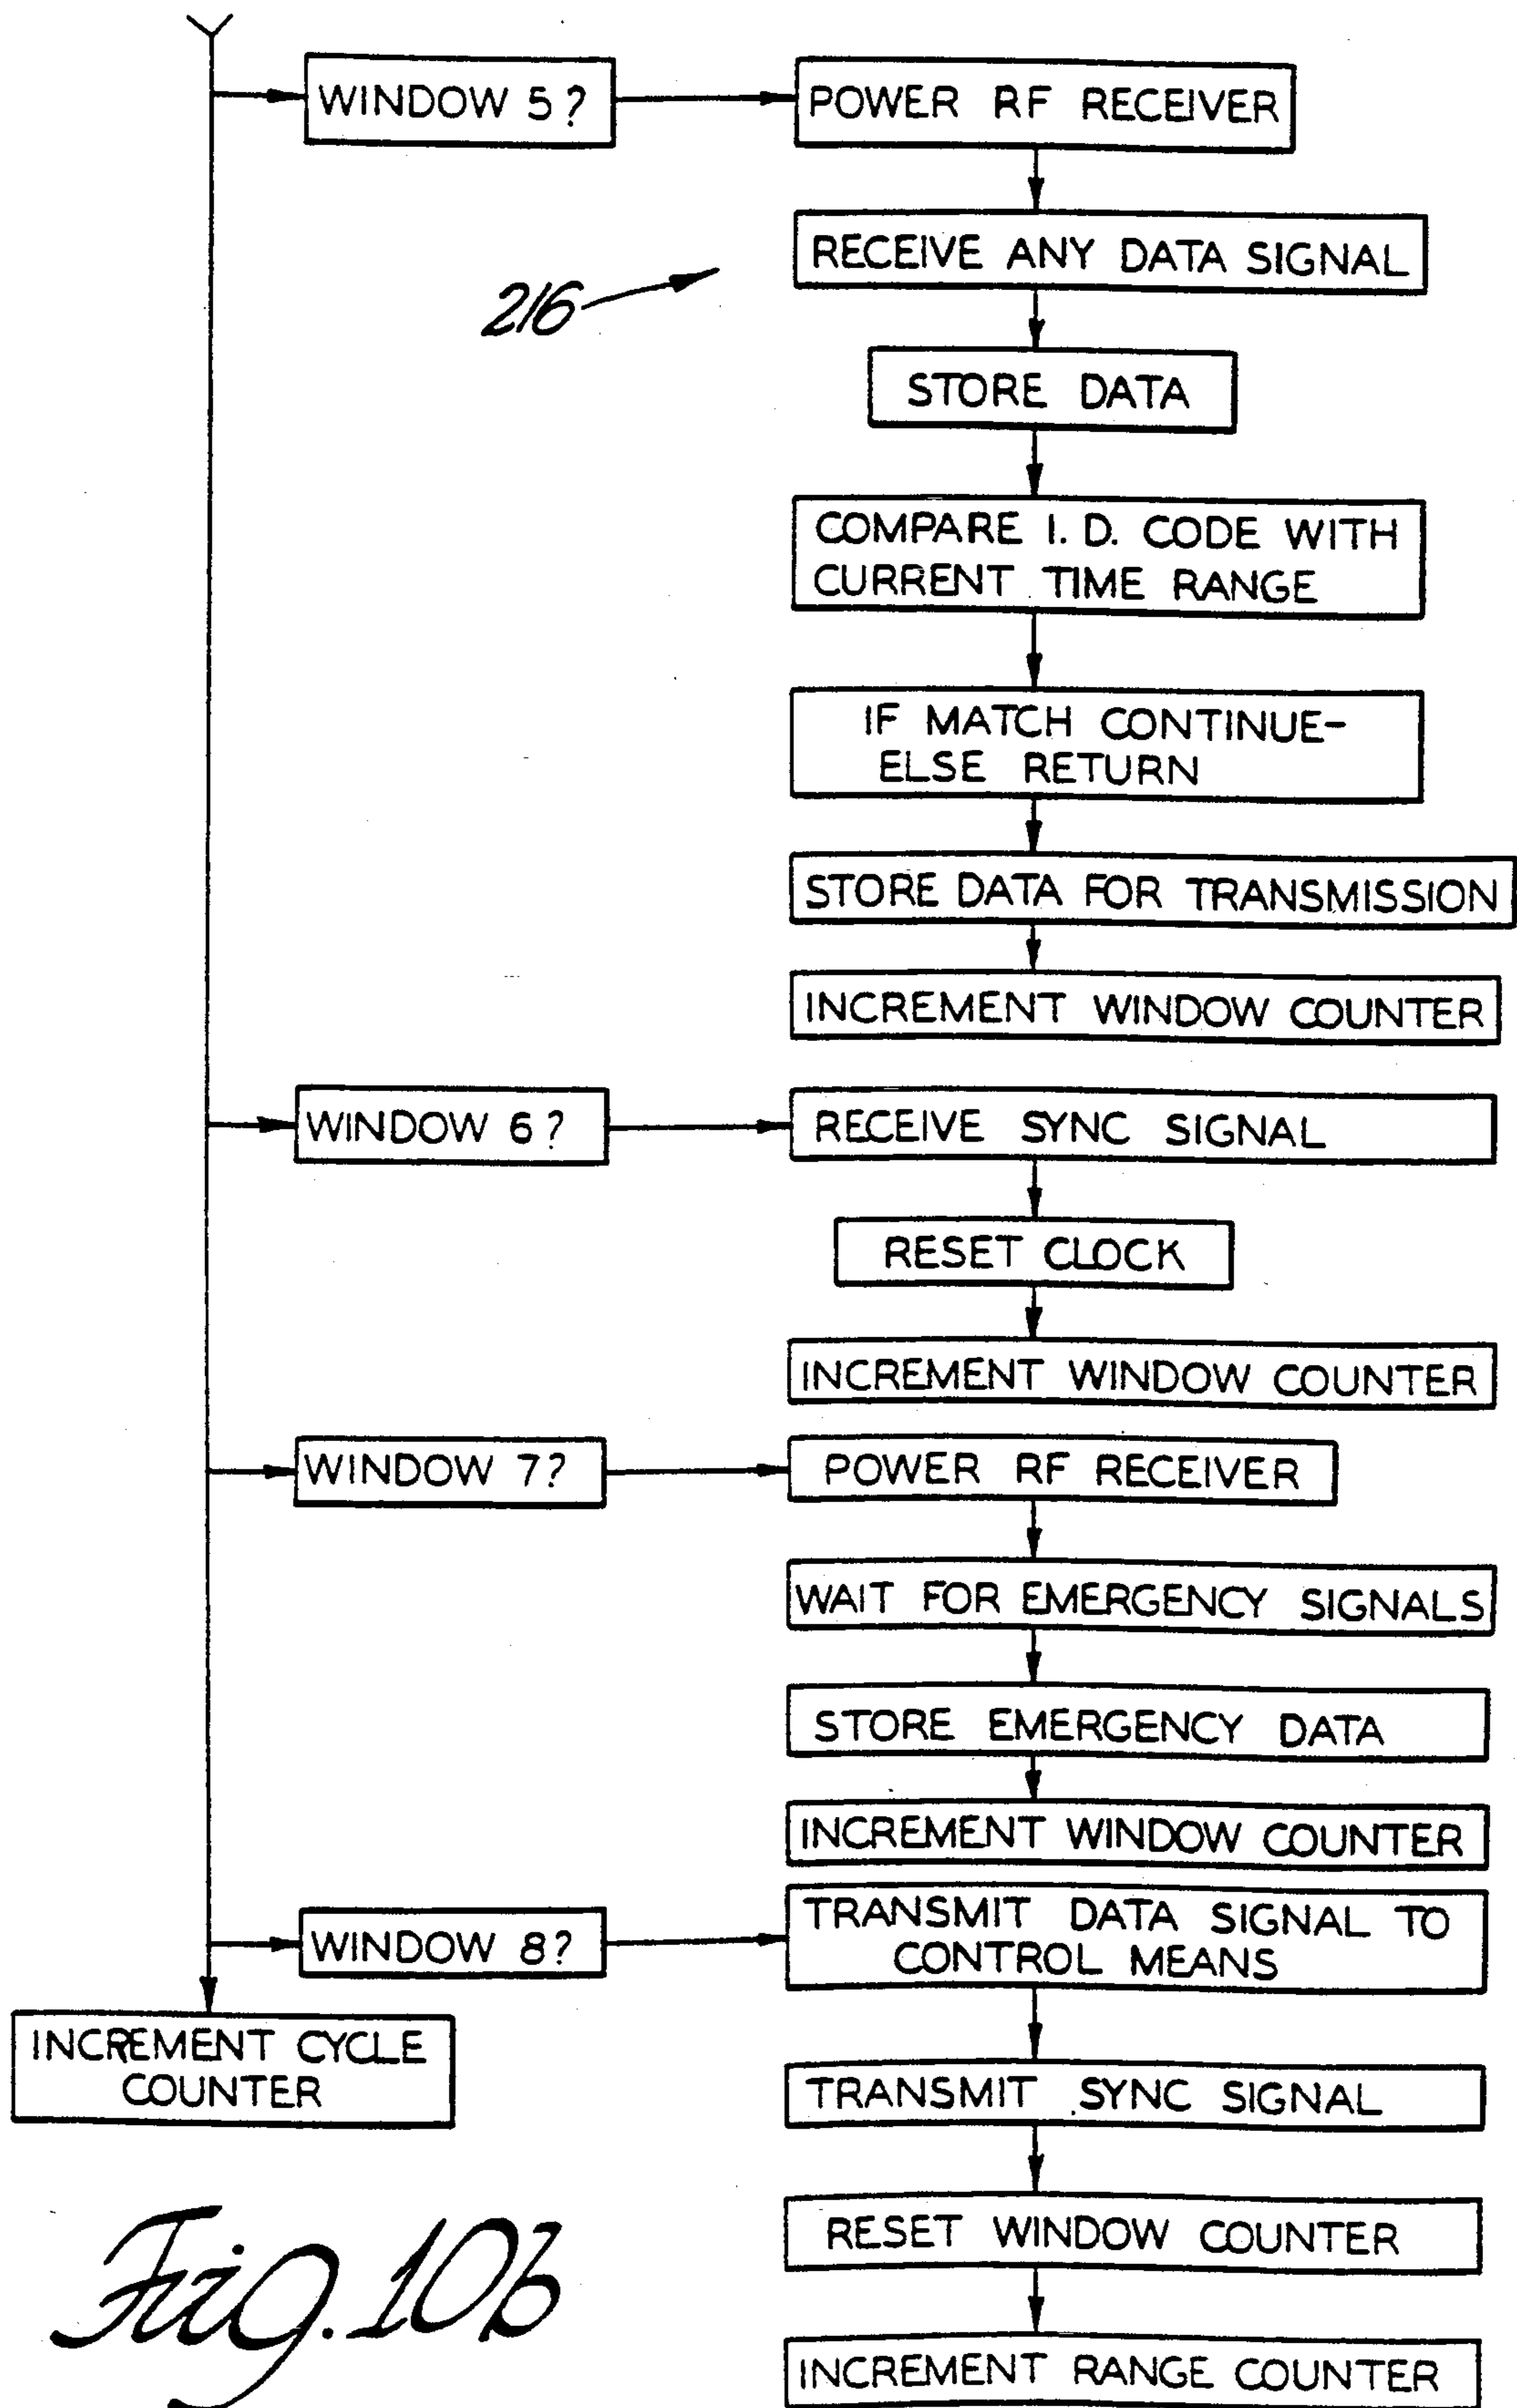 WINDOW 5?
POWER RF RECEIVER
RECEIVE ANY DATA SIGNAL
216
STORE DATA
COMPARE I. D. CODE WITH
CURRENT TIME RANGE
IF MATCH CONTINUE-
ELSE RETURN
STORE DATA FOR TRANSMISSION
INCREMENT WINDOW COUNTER
WINDOW 6?
RECEIVE SYNC SIGNAL
RESET CLOCK
INCREMENT WINDOW COUNTER
WINDOW 7?
POWER RF RECEIVER
WAIT FOR EMERGENCY SIGNALS
STORE EMERGENCY DATA
INCREMENT WINDOW COUNTER
WINDOW 8?
TRANSMIT DATA SIGNAL TO
CONTROL MEANS
INCREMENT CYCLE
COUNTER
TRANSMIT SYNC SIGNAL
RESET WINDOW COUNTER
INCREMENT RANGE COUNTER
Fig. 10b